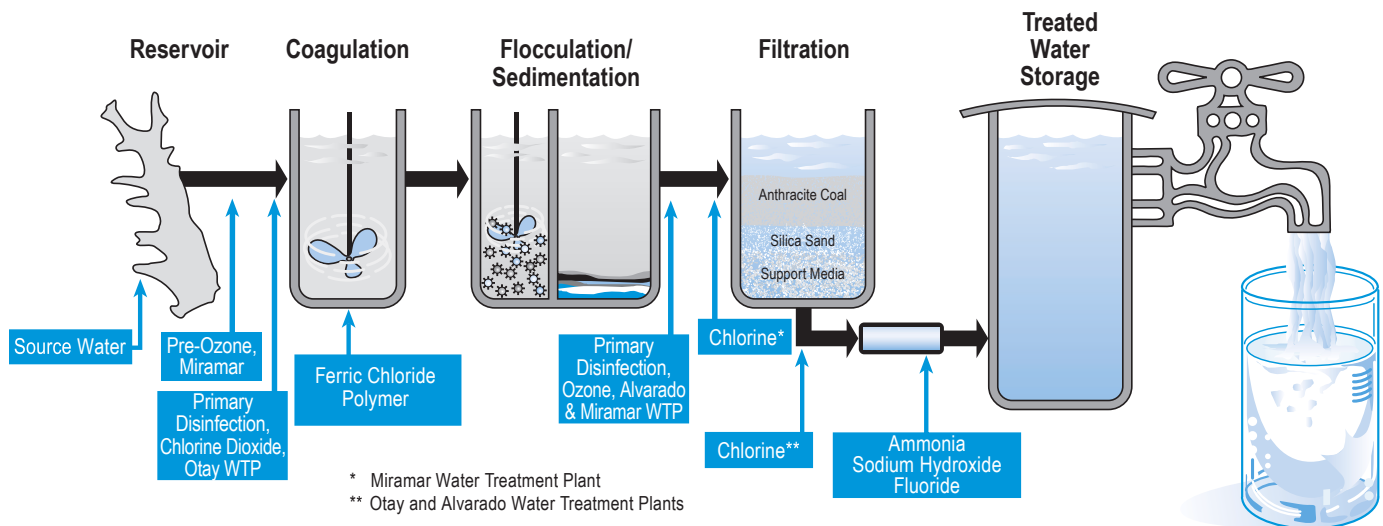 Reservoir
Coagulation
Flocculation/
Sedimentation
Filtration
Treated
Water
Storage
Anthracite Coal
Silica Sand
Support Media
Source Water
Pre-Ozone,
Miramar
Primary
Disinfection,
Chlorine Dioxide,
Otay WTP
Ferric Chloride
Polymer
Primary
Disinfection,
Ozone, Alvarado
& Miramar WTP
Chlorine*
Chlorine**
Ammonia
Sodium Hydroxide
Fluoride
* Miramar Water Treatment Plant
** Otay and Alvarado Water Treatment Plants